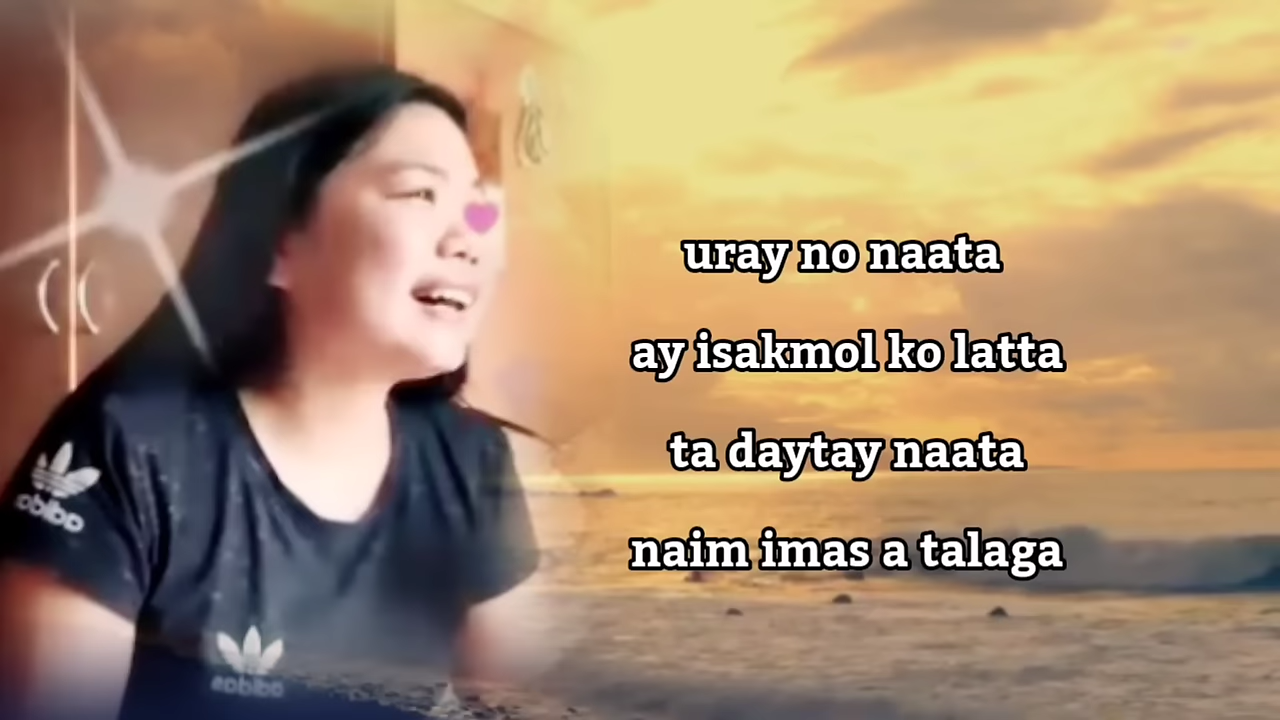 uray no naata
ay isakmol ko latta
ta daytay naata
naim imas a talaga